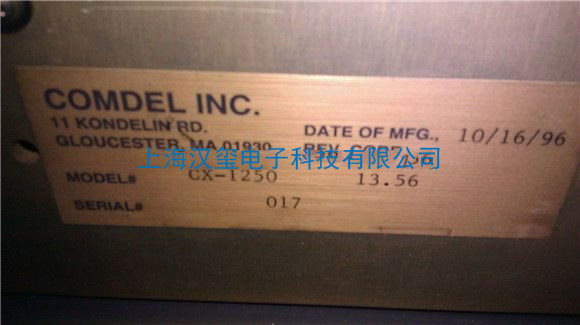 COMDEL INC.
11 KONDELIN RD.
GLOUCESTER, MA 01930
DATE OF MFG., 10/16/96
上海汉玺电子科技有限公司
MODEL# CX-1250 13.56
SERIAL# 017